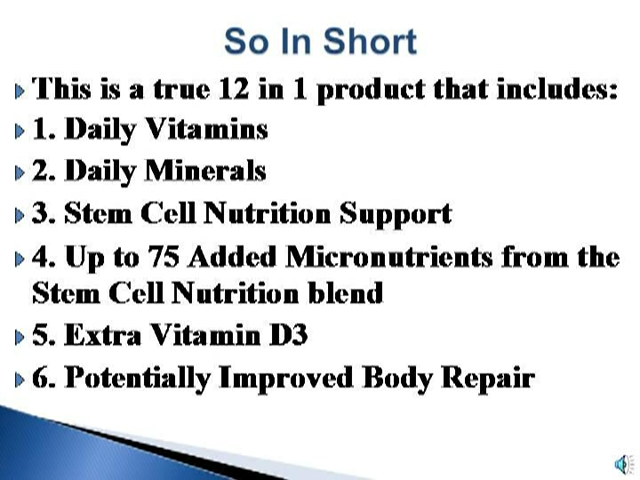 So In Short
This is a true 12 in 1 product that includes:
1. Daily Vitamins
2. Daily Minerals
3. Stem Cell Nutrition Support
4. Up to 75 Added Micronutrients from the
Stem Cell Nutrition blend
5. Extra Vitamin D3
6. Potentially Improved Body Repair